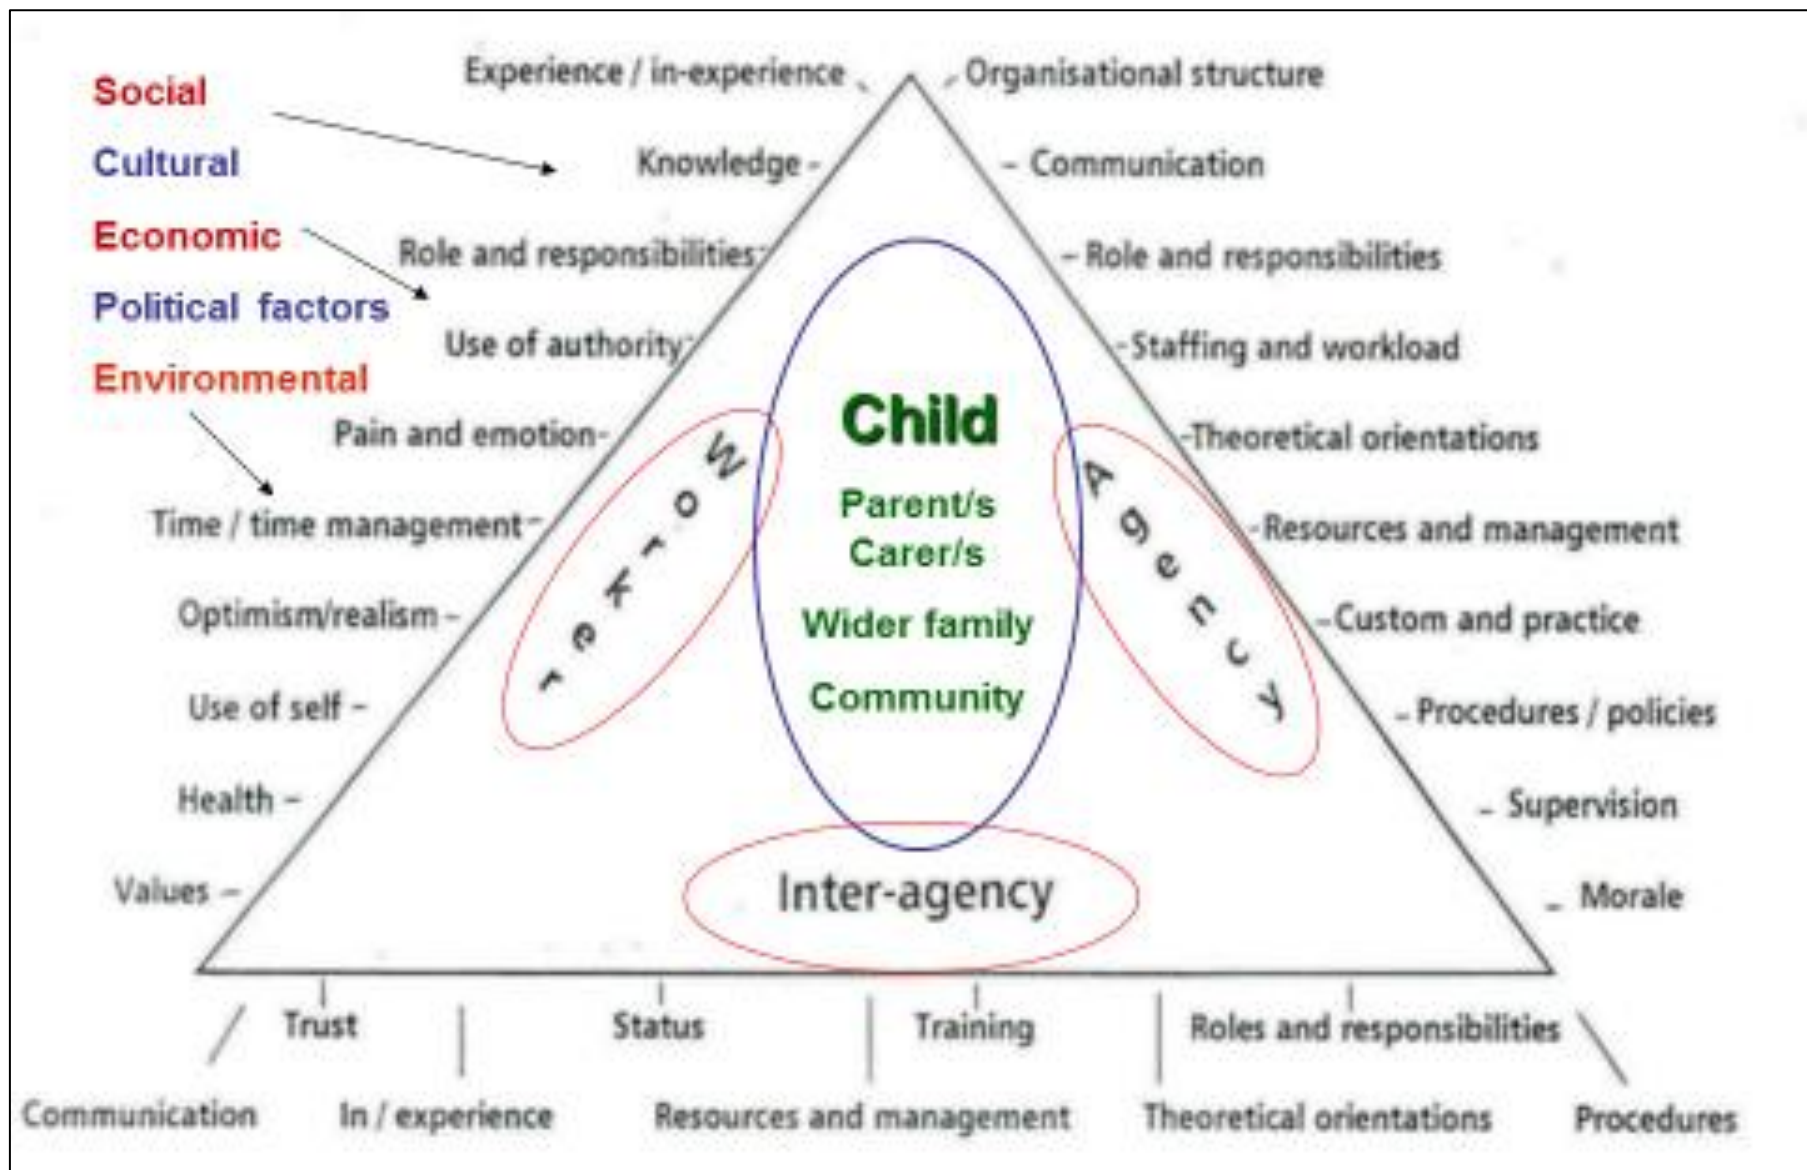 Social
Cultural
Economic
Political factors
Environmental
Experience / in-experience
Knowledge
Role and responsibilities
Use of authority
Pain and emotion
Time / time management
Optimism/realism
Use of self
Health
Values
Organisational structure
Communication
Role and responsibilities
Staffing and workload
Theoretical orientations
Resources and management
Custom and practice
Procedures / policies
Supervision
Morale
Worker
Child
Parent/s
Carer/s
Wider family
Community
Agency
Inter-agency
Trust
Status
Training
Roles and responsibilities
Communication
In / experience
Resources and management
Theoretical orientations
Procedures